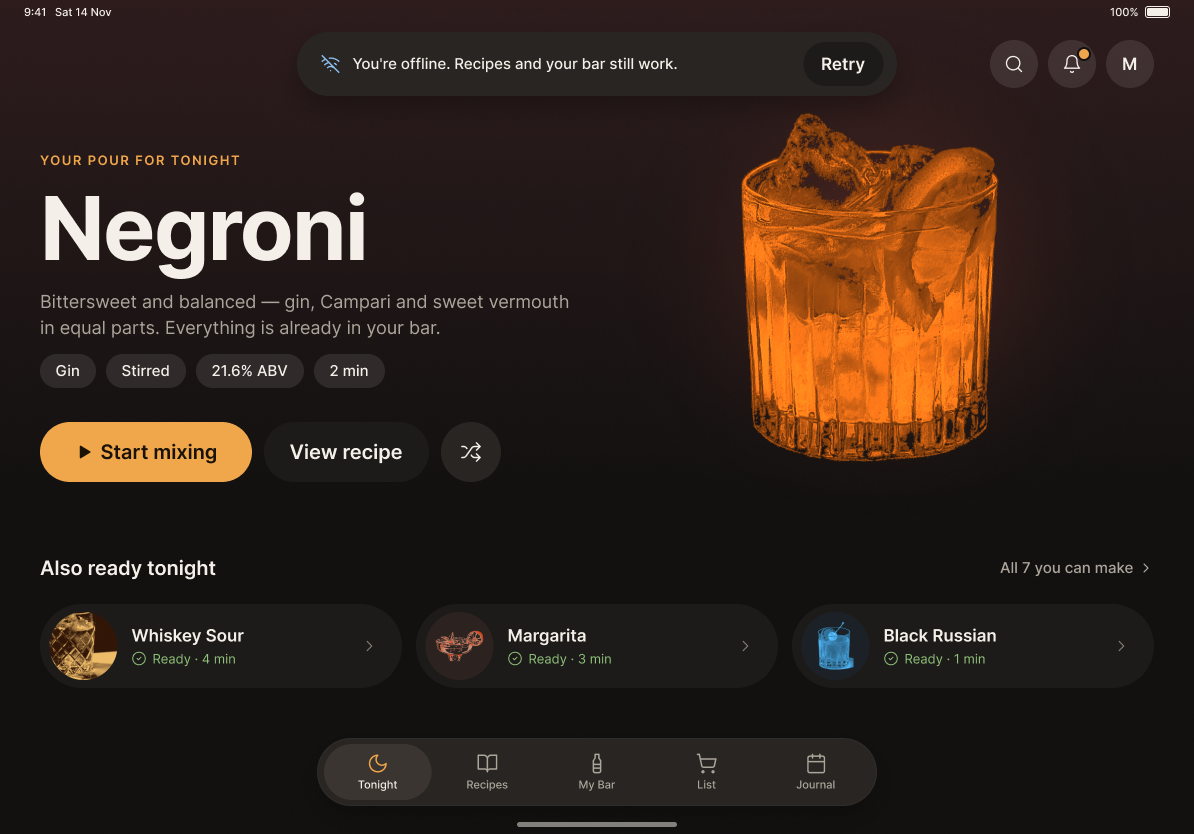 9:41 Sat 14 Nov
100%
You're offline. Recipes and your bar still work.
Retry
M
YOUR POUR FOR TONIGHT
Negroni
Bittersweet and balanced — gin, Campari and sweet vermouth
in equal parts. Everything is already in your bar.
Gin
Stirred
21.6% ABV
2 min
Start mixing
View recipe
Also ready tonight
All 7 you can make
Whiskey Sour
Ready · 4 min
Margarita
Ready · 3 min
Black Russian
Ready · 1 min
Tonight
Recipes
My Bar
List
Journal